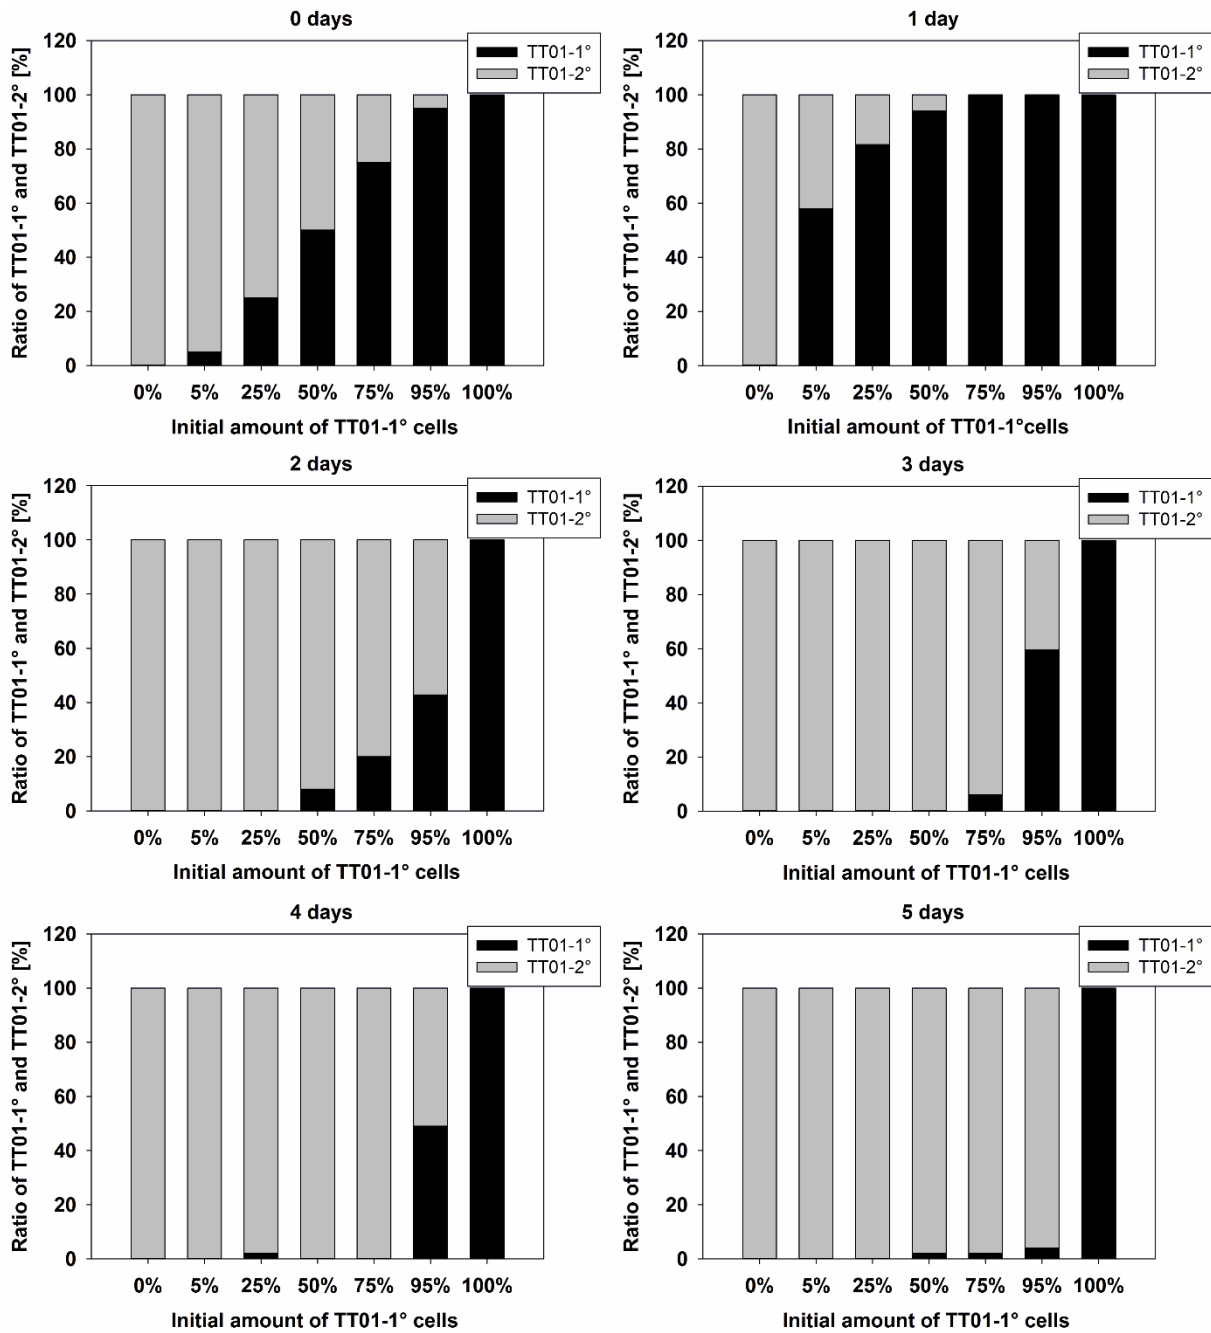 0 days
Ratio of TT01-1° and TT01-2° [%]
120
100
80
60
40
20
0
TT01-1°
TT01-2°
0% 5% 25% 50% 75% 95% 100%
Initial amount of TT01-1° cells
1 day
Ratio of TT01-1° and TT01-2° [%]
120
100
80
60
40
20
0
TT01-1°
TT01-2°
0% 5% 25% 50% 75% 95% 100%
Initial amount of TT01-1°cells
2 days
Ratio of TT01-1° and TT01-2° [%]
120
100
80
60
40
20
0
TT01-1°
TT01-2°
0% 5% 25% 50% 75% 95% 100%
Initial amount of TT01-1° cells
3 days
Ratio of TT01-1° and TT01-2° [%]
120
100
80
60
40
20
0
TT01-1°
TT01-2°
0% 5% 25% 50% 75% 95% 100%
Initial amount of TT01-1° cells
4 days
Ratio of TT01-1° and TT01-2° [%]
120
100
80
60
40
20
0
TT01-1°
TT01-2°
0% 5% 25% 50% 75% 95% 100%
Initial amount of TT01-1° cells
5 days
Ratio of TT01-1° and TT01-2° [%]
120
100
80
60
40
20
0
TT01-1°
TT01-2°
0% 5% 25% 50% 75% 95% 100%
Initial amount of TT01-1° cells